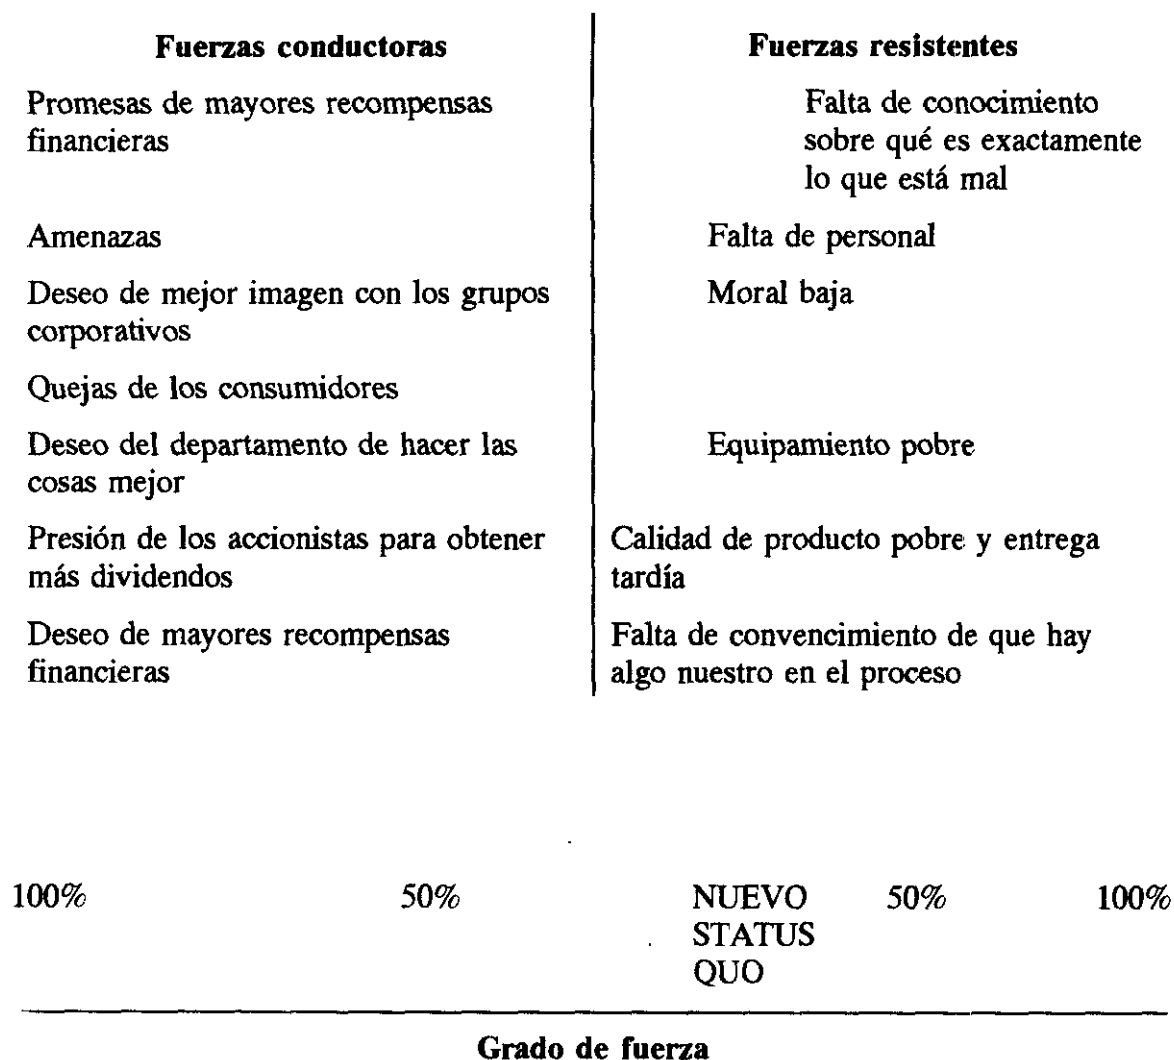 Fuerzas conductoras
Fuerzas resistentes
Promesas de mayores recompensas
financieras
Falta de conocimiento
sobre qué es exactamente
lo que está mal
Amenazas
Falta de personal
Deseo de mejor imagen con los grupos
corporativos
Moral baja
Quejas de los consumidores
Deseo del departamento de hacer las
cosas mejor
Equipamiento pobre
Presión de los accionistas para obtener
más dividendos
Calidad de producto pobre y entrega
tardía
Deseo de mayores recompensas
financieras
Falta de convencimiento de que hay
algo nuestro en el proceso
100% 50% NUEVO 50% 100%
STATUS
QUO
Grado de fuerza